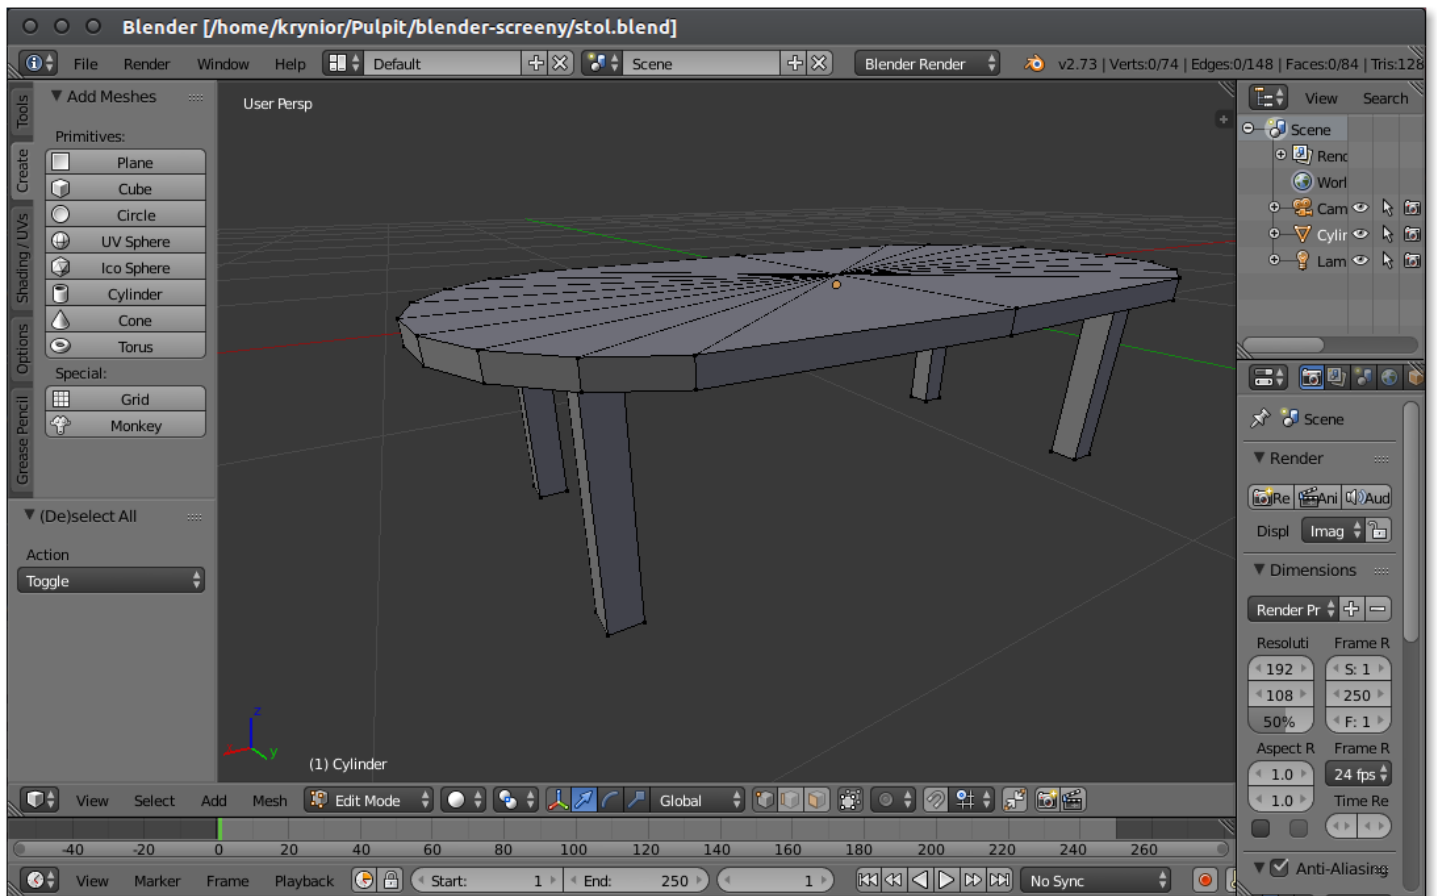 Blender [/home/krynior/Pulpit/blender-screeny/stol.blend]
File Render Window Help Default Scene Blender Render v2.73 | Verts:0/74 | Edges:0/148 | Faces:0/84 | Tris:128
Tools
Create
Shading / UVs
Options
Grease Pencil
Add Meshes
Primitives:
Plane
Cube
Circle
UV Sphere
Ico Sphere
Cylinder
Cone
Torus
Special:
Grid
Monkey
(De)select All
Action
Toggle
User Persp
z
y
(1) Cylinder
View Select Add Mesh Edit Mode Global
-40 -20 0 20 40 60 80 100 120 140 160 180 200 220 240 260
View Marker Frame Playback Start: 1 End: 250 1 No Sync
View Search
Scene
Renc
Worl
Cam
Cylir
Lam
Scene
Render
Re Ani Aud
Displ Imag
Dimensions
Render Pr
Resoluti Frame R
192 S: 1
108 250
50% F: 1
Aspect R Frame R
1.0 24 fps
1.0 Time Re
Anti-Aliasing